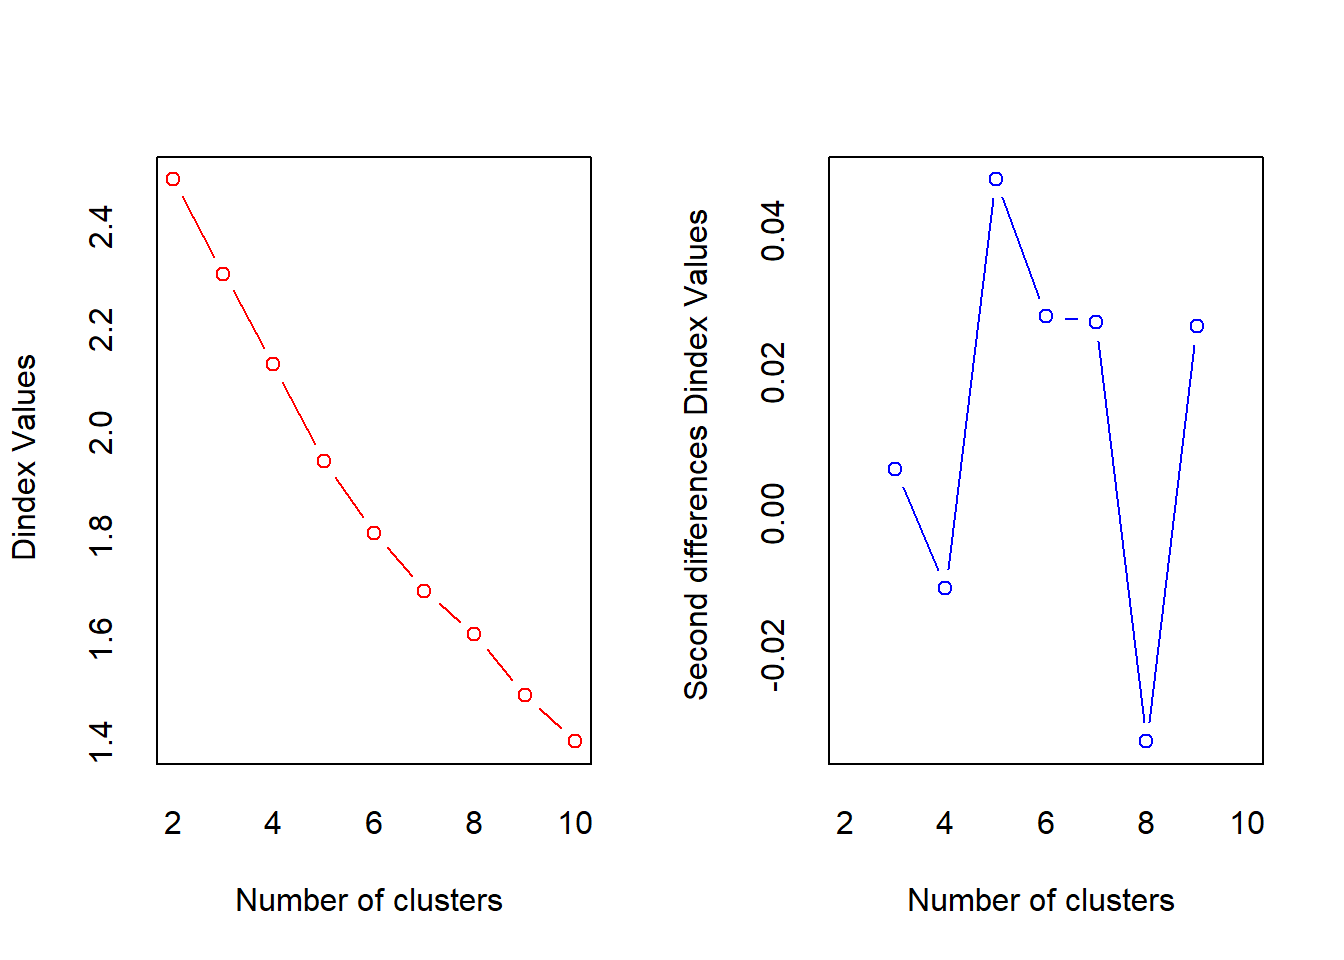 Dindex Values
2.4
2.2
2.0
1.8
1.6
1.4
2 4 6 8 10
Number of clusters
Second differences Dindex Values
0.04
0.02
0.00
-0.02
2 4 6 8 10
Number of clusters